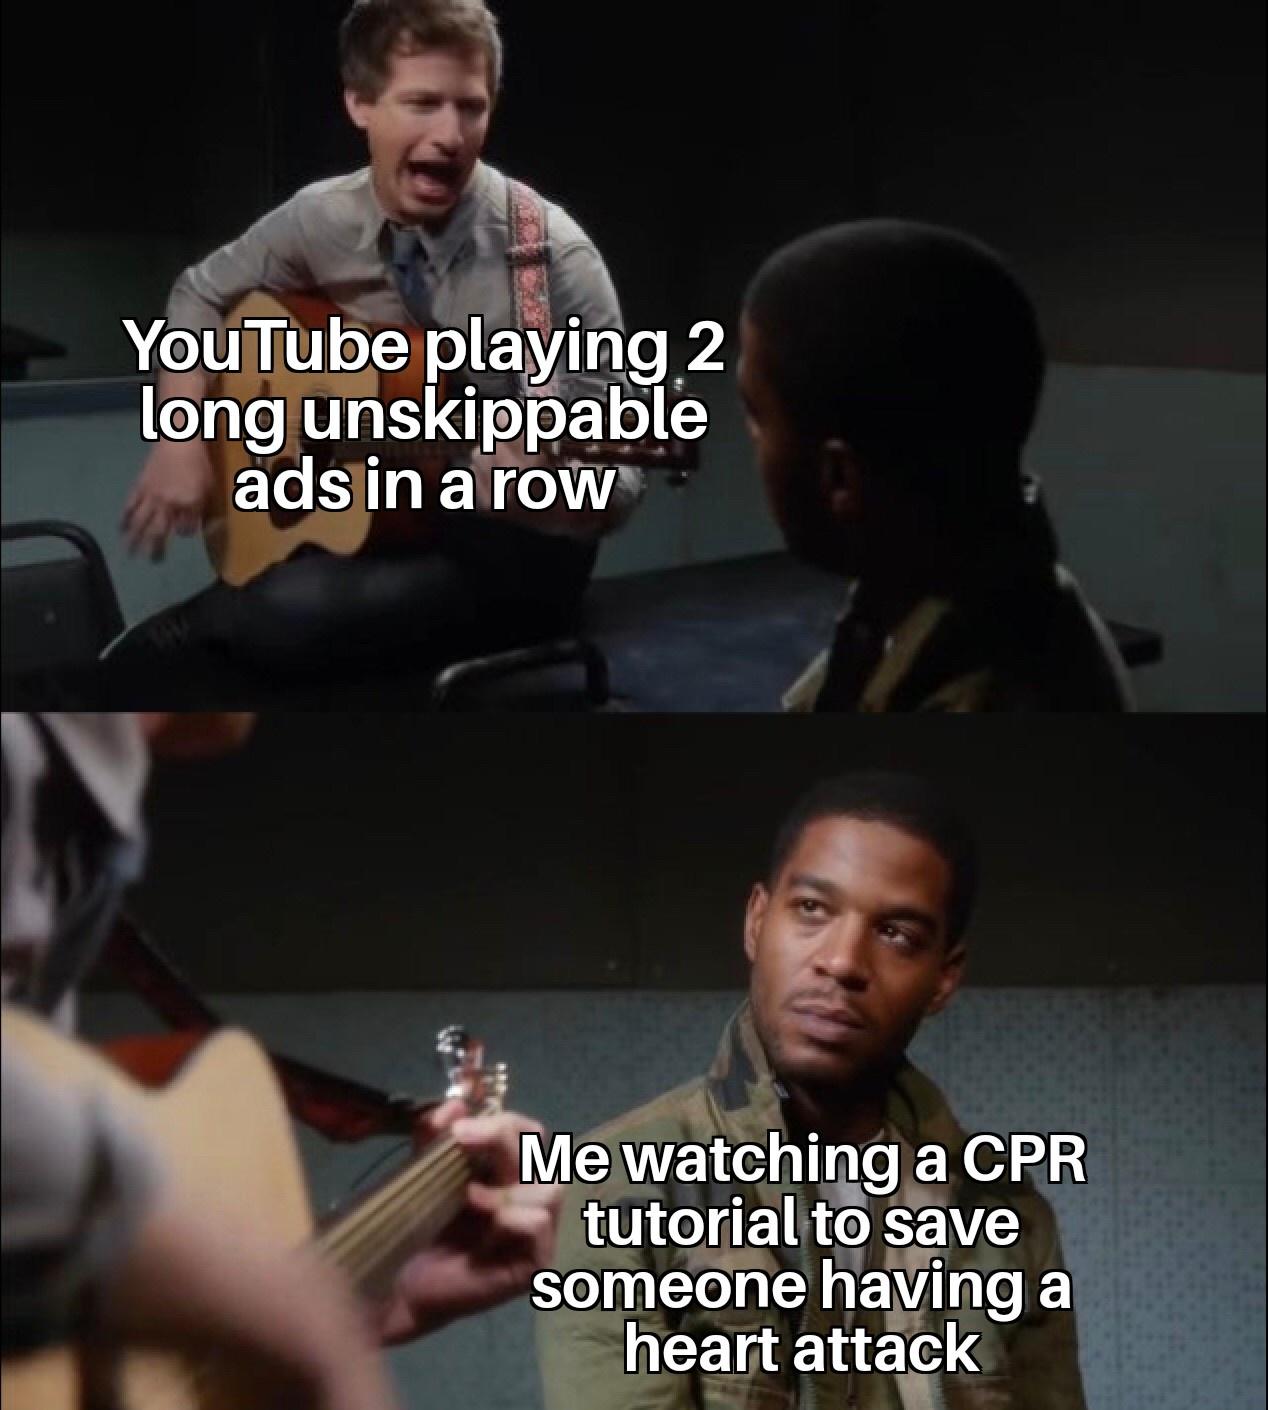 YouTube playing 2
long unskippable
ads in a row
Me watching a CPR
tutorial to save
someone having a
heart attack